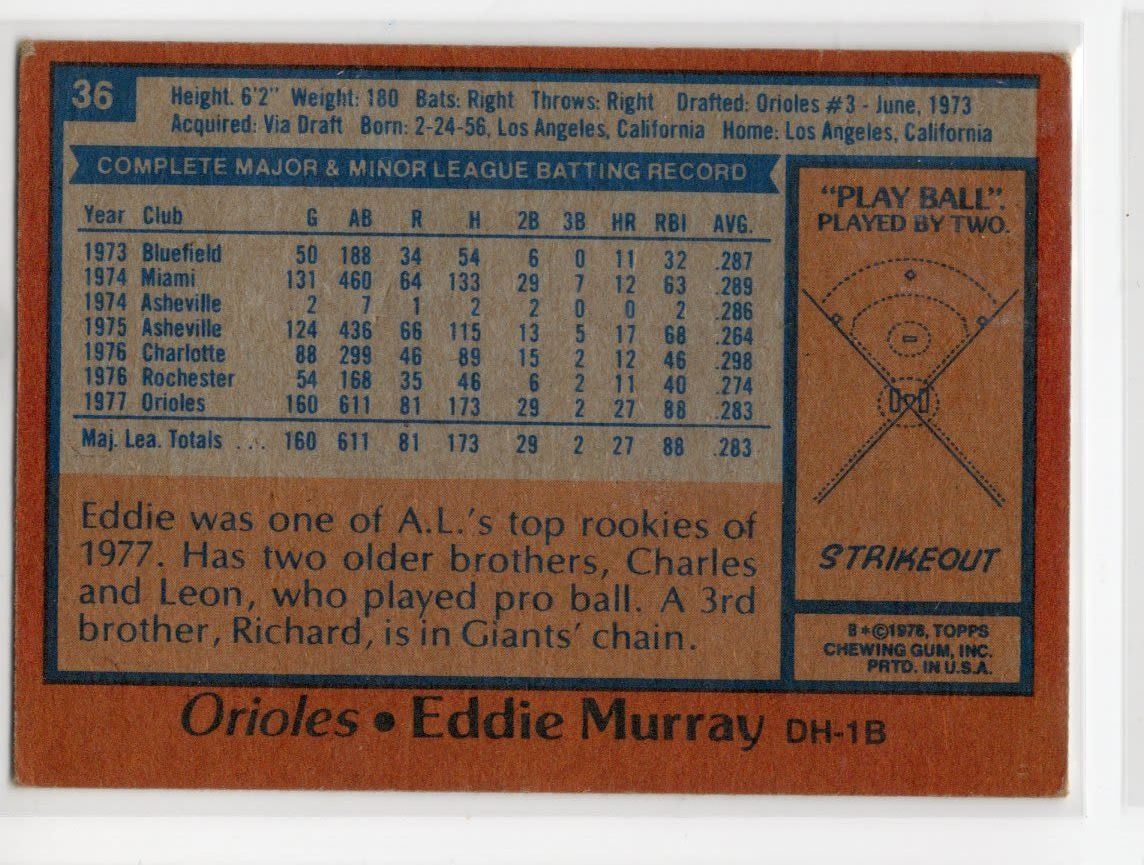 36
Height. 6'2" Weight: 180 Bats: Right Throws: Right Drafted: Orioles #3 - June, 1973
Acquired: Via Draft Born: 2-24-56, Los Angeles, California Home: Los Angeles, California
COMPLETE MAJOR & MINOR LEAGUE BATTING RECORD
Year Club G AB R H 2B 3B HR RBI AVG.
1973 Bluefield 50 188 34 54 6 0 11 32 .287
1974 Miami 131 460 64 133 29 7 12 63 .289
1974 Asheville 2 7 1 2 2 0 0 2 .286
1975 Asheville 124 436 66 115 13 5 17 68 .264
1976 Charlotte 88 299 46 89 15 2 12 46 .298
1976 Rochester 54 168 35 46 6 2 11 40 .274
1977 Orioles 160 611 81 173 29 2 27 88 .283
Maj. Lea. Totals ... 160 611 81 173 29 2 27 88 .283
Eddie was one of A.L.'s top rookies of
1977. Has two older brothers, Charles
and Leon, who played pro ball. A 3rd
brother, Richard, is in Giants' chain.
"PLAY BALL".
PLAYED BY TWO.
STRIKEOUT
B*©1978, TOPPS
CHEWING GUM, INC.
PRTD. IN U.S.A.
Orioles • Eddie Murray DH-1B